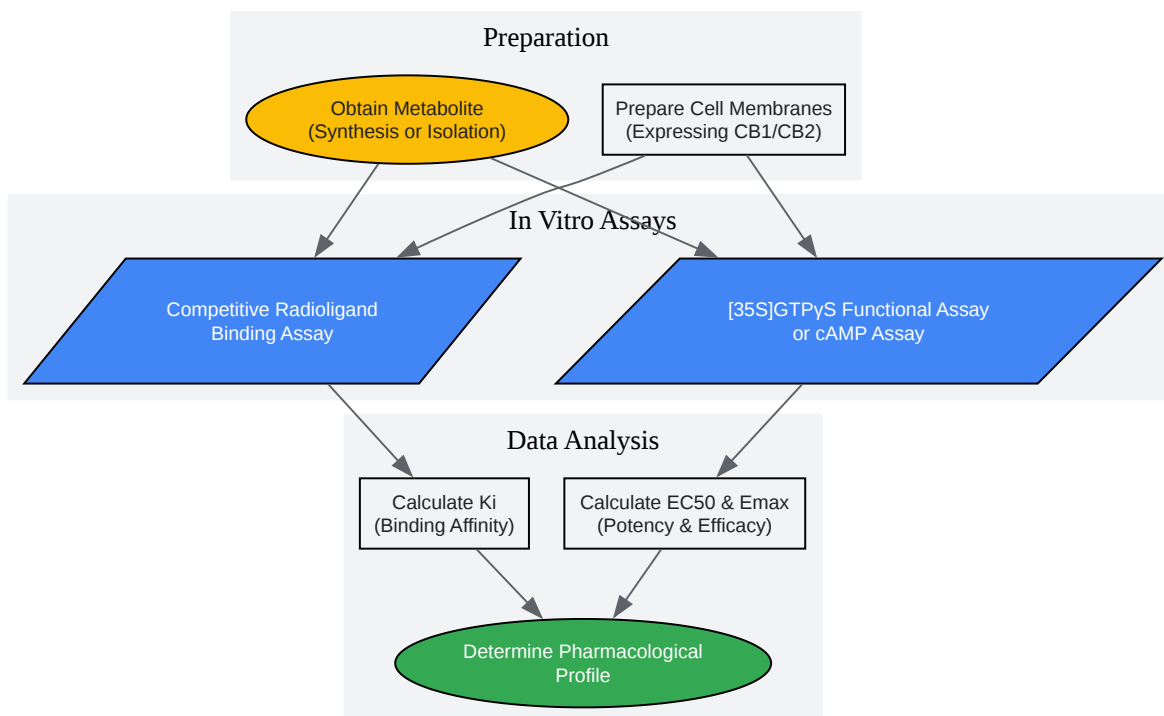 Preparation
Obtain Metabolite
(Synthesis or Isolation)
Prepare Cell Membranes
(Expressing CB1/CB2)
In Vitro Assays
Competitive Radioligand
Binding Assay
[35S]GTPγS Functional Assay
or cAMP Assay
Data Analysis
Calculate Ki
(Binding Affinity)
Calculate EC50 & Emax
(Potency & Efficacy)
Determine Pharmacological
Profile